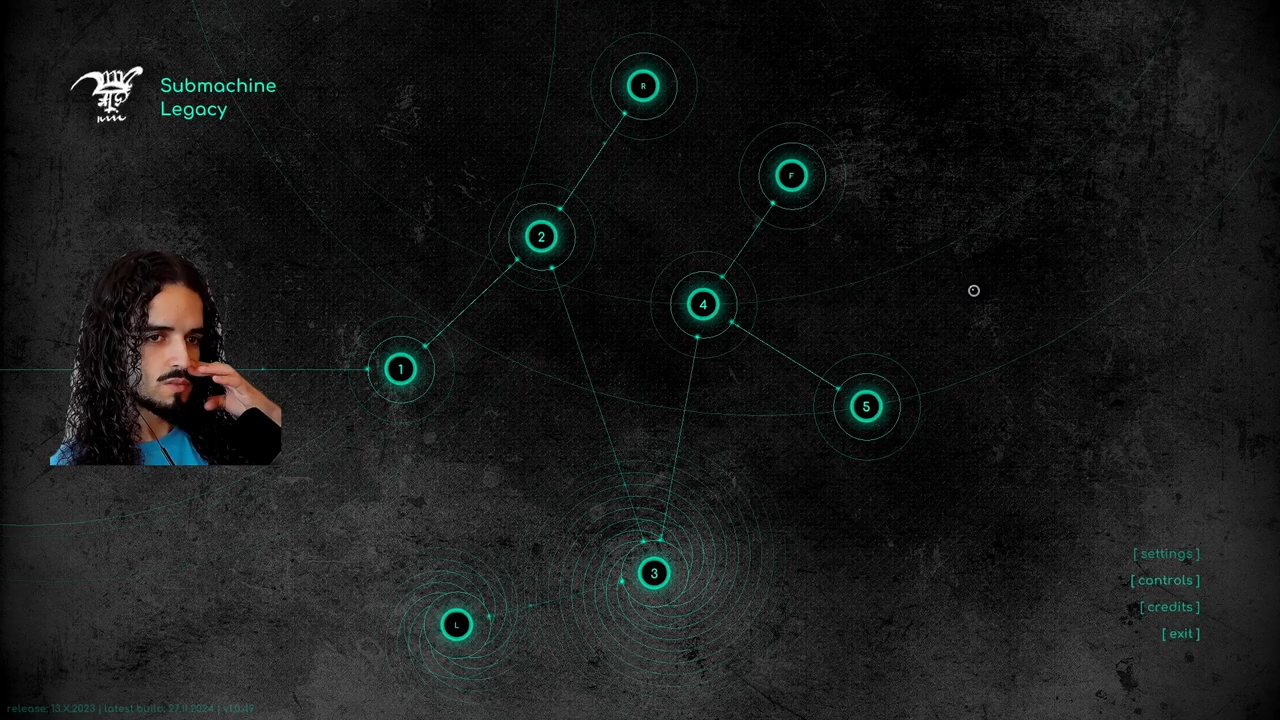 Submachine
Legacy
R
F
2
4
1
5
3
L
[ settings ]
[ controls ]
[ credits ]
[ exit ]
release: 13.X.2023 | latest build: 27.II.2024 | v1.0.49